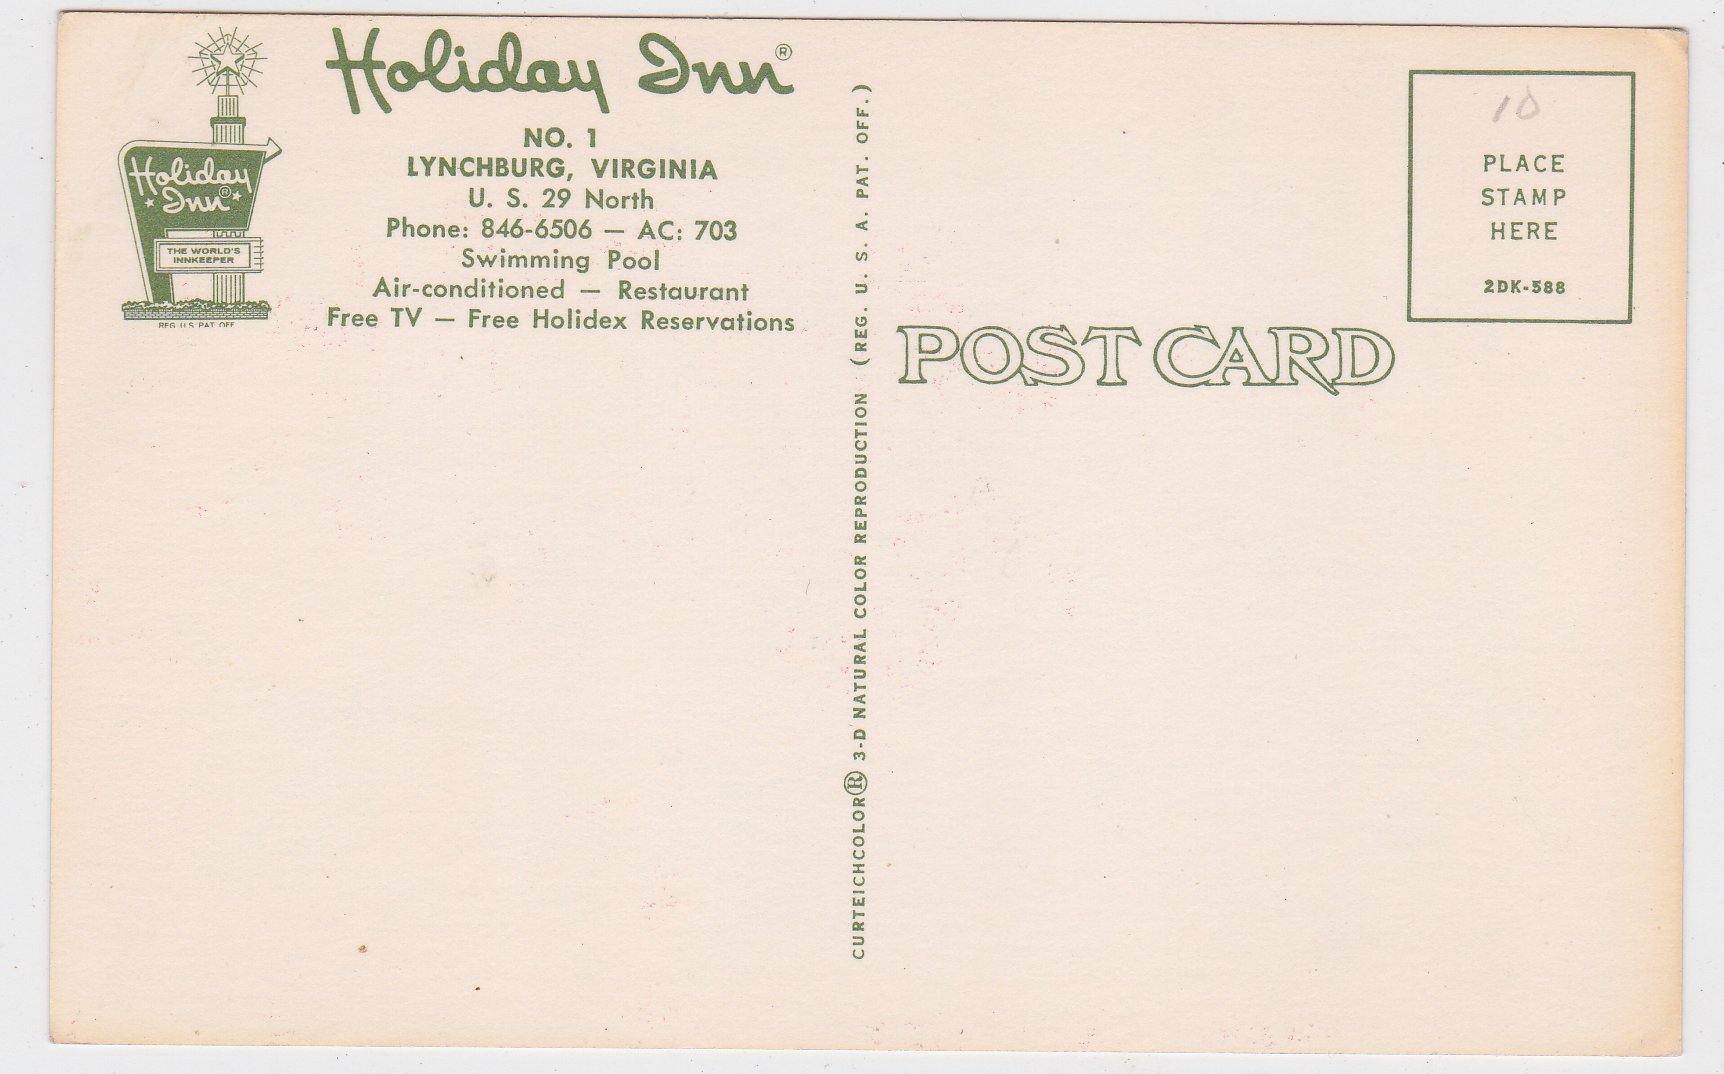 Holiday Inn®
NO. 1
LYNCHBURG, VIRGINIA
U. S. 29 North
Phone: 846-6506 — AC: 703
Swimming Pool
Air-conditioned — Restaurant
Free TV — Free Holidex Reservations
Holiday
Inn®
THE WORLD'S
INNKEEPER
REG. U.S. PAT. OFF.
CURTEICHCOLOR® 3-D NATURAL COLOR REPRODUCTION (REG. U. S. A. PAT. OFF.)
POST CARD
10
PLACE
STAMP
HERE
2DK-588